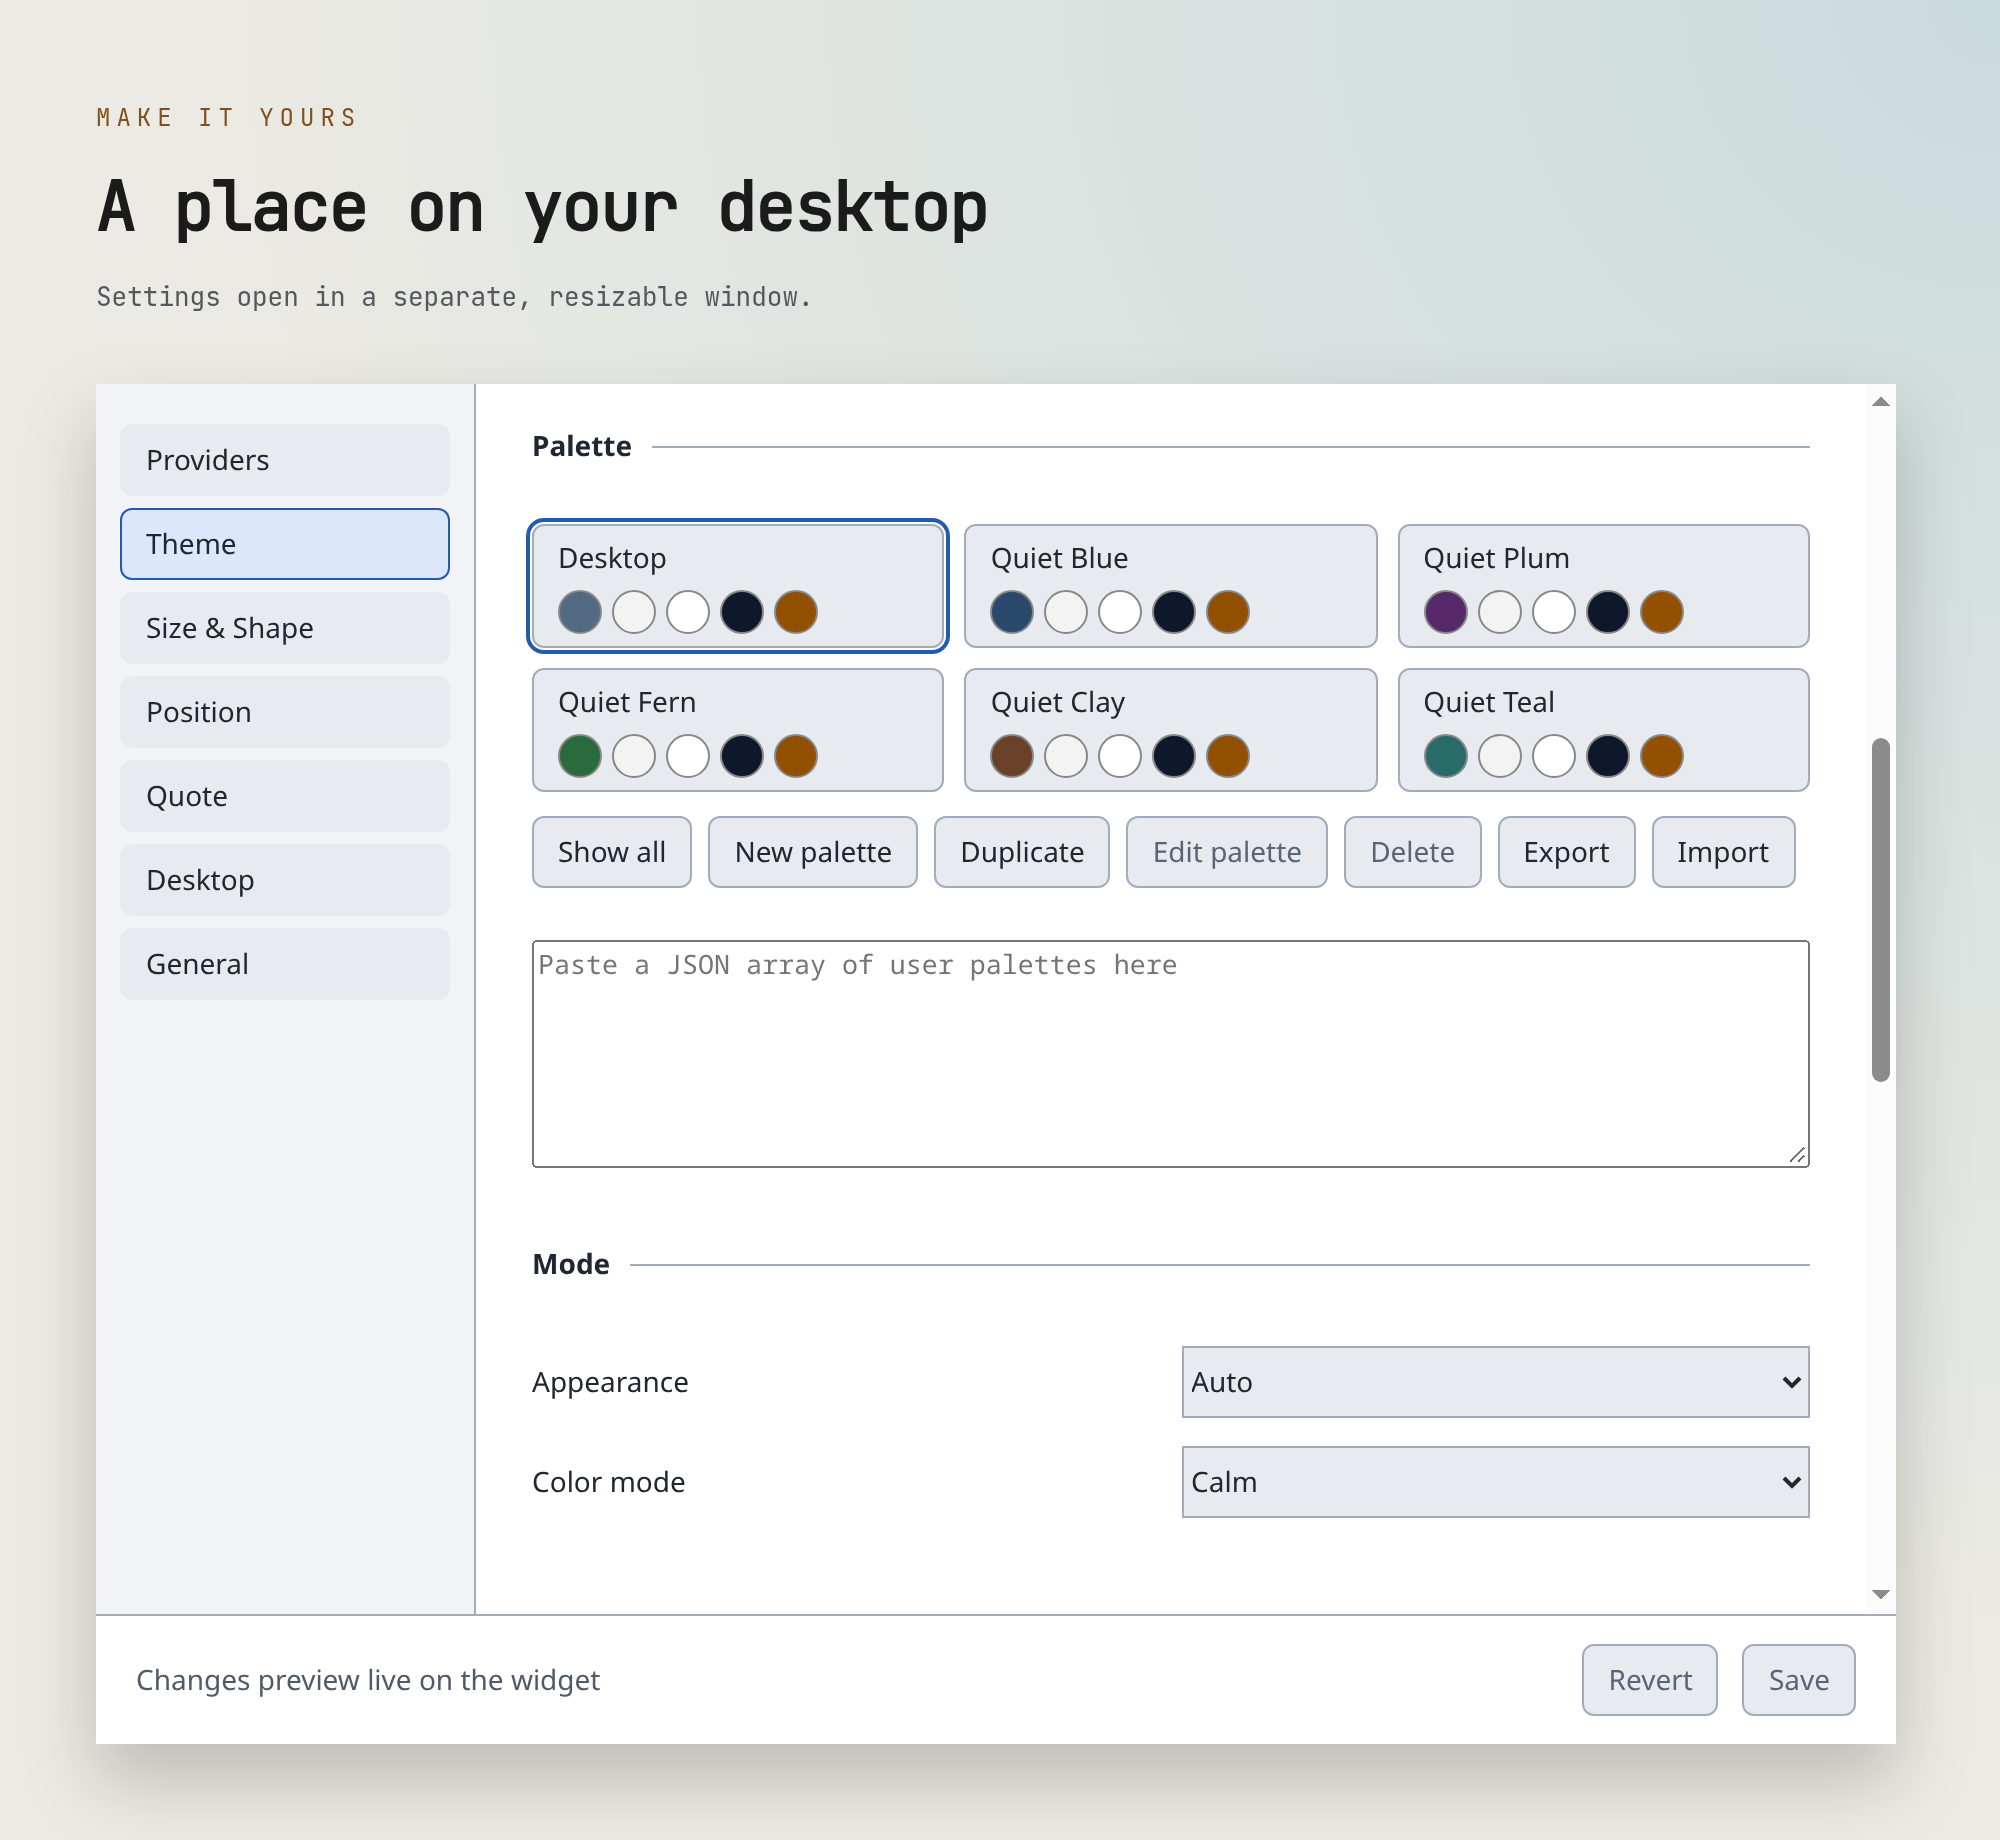 MAKE IT YOURS
A place on your desktop
Settings open in a separate, resizable window.
Providers
Theme
Size & Shape
Position
Quote
Desktop
General
Palette
Desktop
Quiet Blue
Quiet Plum
Quiet Fern
Quiet Clay
Quiet Teal
Show all
New palette
Duplicate
Edit palette
Delete
Export
Import
Paste a JSON array of user palettes here
Mode
Appearance
Auto
Color mode
Calm
Changes preview live on the widget
Revert
Save